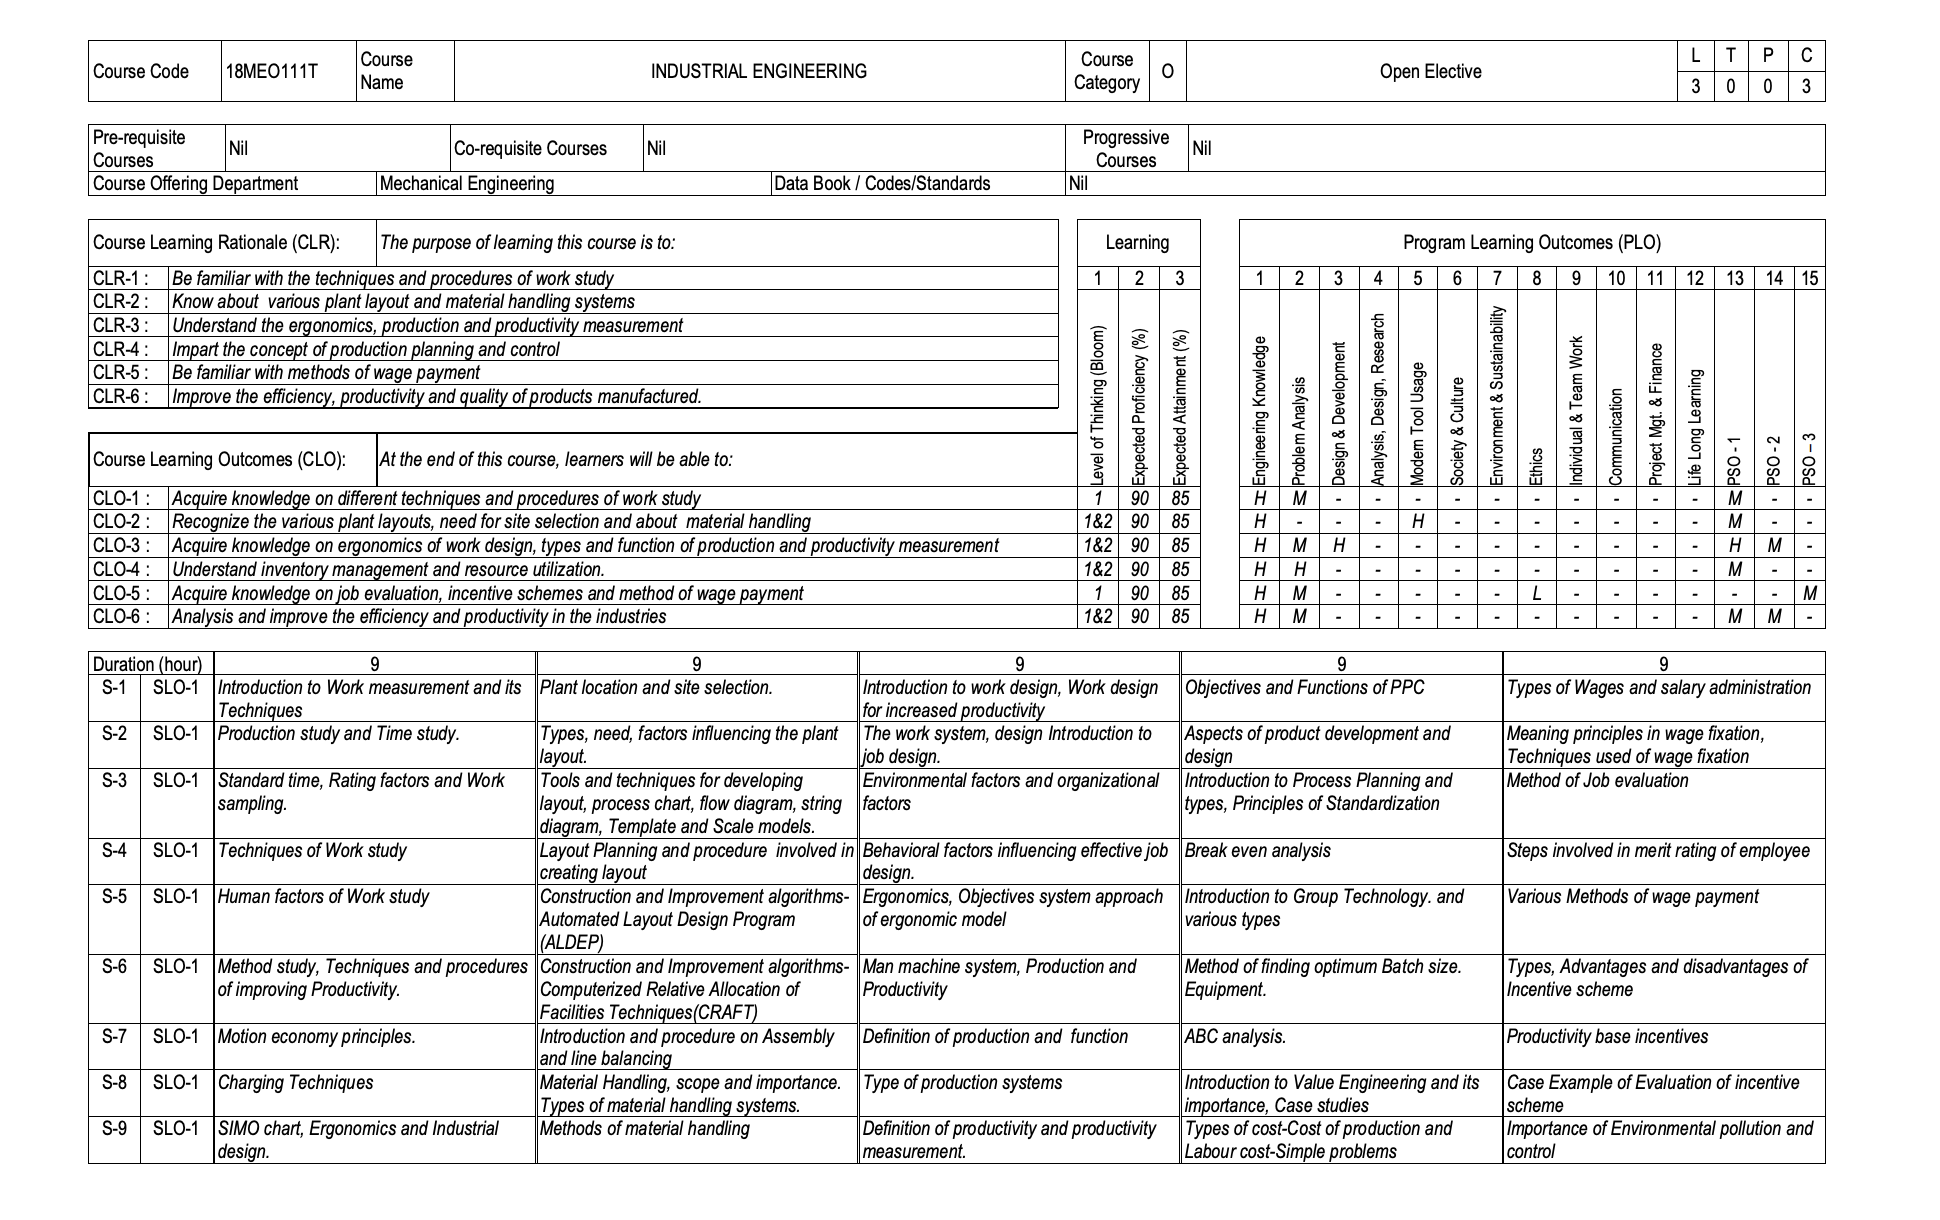 Course Code 18MEO111T Course Name INDUSTRIAL ENGINEERING Course Category O Open Elective L T P C
3 0 0 3
Pre-requisite Courses Nil Co-requisite Courses Nil Progressive Courses Nil
Course Offering Department Mechanical Engineering Data Book / Codes/Standards Nil
Course Learning Rationale (CLR): The purpose of learning this course is to:
CLR-1 : Be familiar with the techniques and procedures of work study
CLR-2 : Know about various plant layout and material handling systems
CLR-3 : Understand the ergonomics, production and productivity measurement
CLR-4 : Impart the concept of production planning and control
CLR-5 : Be familiar with methods of wage payment
CLR-6 : Improve the efficiency, productivity and quality of products manufactured.
Learning
1 2 3
Level of Thinking (Bloom)
Expected Proficiency (%)
Expected Attainment (%)
Program Learning Outcomes (PLO)
1 2 3 4 5 6 7 8 9 10 11 12 13 14 15
Engineering Knowledge
Problem Analysis
Design & Development
Analysis, Design, Research
Modern Tool Usage
Society & Culture
Environment & Sustainability
Ethics
Individual & Team Work
Communication
Project Mgt. & Finance
Life Long Learning
PSO - 1
PSO - 2
PSO – 3
Course Learning Outcomes (CLO): At the end of this course, learners will be able to:
CLO-1 : Acquire knowledge on different techniques and procedures of work study 1 90 85 H M - - - - - - - - - - M - -
CLO-2 : Recognize the various plant layouts, need for site selection and about material handling 1&2 90 85 H - - - H - - - - - - - M - -
CLO-3 : Acquire knowledge on ergonomics of work design, types and function of production and productivity measurement 1&2 90 85 H M H - - - - - - - - - H M -
CLO-4 : Understand inventory management and resource utilization. 1&2 90 85 H H - - - - - - - - - - M - -
CLO-5 : Acquire knowledge on job evaluation, incentive schemes and method of wage payment 1 90 85 H M - - - - - L - - - - - - M
CLO-6 : Analysis and improve the efficiency and productivity in the industries 1&2 90 85 H M - - - - - - - - - - M M -
Duration (hour) 9 9 9 9 9
S-1 SLO-1 Introduction to Work measurement and its Plant location and site selection. Introduction to work design, Work design Objectives and Functions of PPC Types of Wages and salary administration
Techniques for increased productivity
S-2 SLO-1 Production study and Time study. Types, need, factors influencing the plant The work system, design Introduction to Aspects of product development and Meaning principles in wage fixation,
layout. job design. design Techniques used of wage fixation
S-3 SLO-1 Standard time, Rating factors and Work Tools and techniques for developing Environmental factors and organizational Introduction to Process Planning and Method of Job evaluation
sampling. layout, process chart, flow diagram, string factors types, Principles of Standardization
diagram, Template and Scale models.
S-4 SLO-1 Techniques of Work study Layout Planning and procedure involved in Behavioral factors influencing effective job Break even analysis Steps involved in merit rating of employee
creating layout design.
S-5 SLO-1 Human factors of Work study Construction and Improvement algorithms- Ergonomics, Objectives system approach Introduction to Group Technology. and Various Methods of wage payment
Automated Layout Design Program of ergonomic model various types
(ALDEP)
S-6 SLO-1 Method study, Techniques and procedures Construction and Improvement algorithms- Man machine system, Production and Method of finding optimum Batch size. Types, Advantages and disadvantages of
of improving Productivity. Computerized Relative Allocation of Productivity Equipment. Incentive scheme
Facilities Techniques(CRAFT)
S-7 SLO-1 Motion economy principles. Introduction and procedure on Assembly Definition of production and function ABC analysis. Productivity base incentives
and line balancing
S-8 SLO-1 Charging Techniques Material Handling, scope and importance. Type of production systems Introduction to Value Engineering and its Case Example of Evaluation of incentive
Types of material handling systems. importance, Case studies scheme
S-9 SLO-1 SIMO chart, Ergonomics and Industrial Methods of material handling Definition of productivity and productivity Types of cost-Cost of production and Importance of Environmental pollution and
design. measurement. Labour cost-Simple problems control